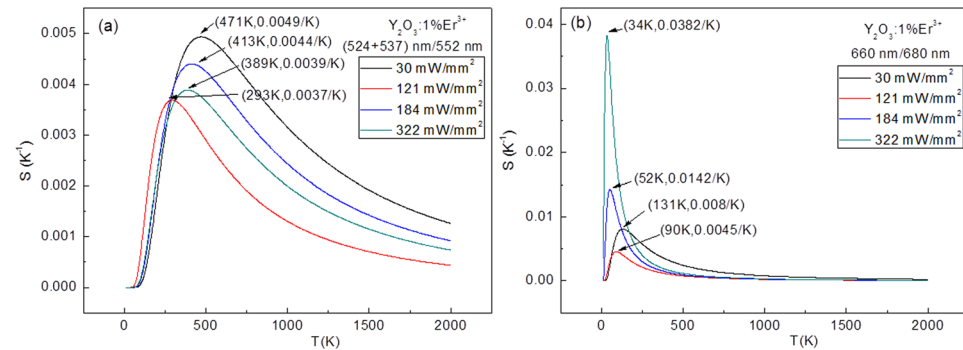 (a)
(471K,0.0049/K)
Y₂O₃:1%Er³⁺
(413K,0.0044/K)
(524+537) nm/552 nm
(389K,0.0039/K)
30 mW/mm²
(293K,0.0037/K)
121 mW/mm²
184 mW/mm²
322 mW/mm²
S (K⁻¹)
0.005
0.004
0.003
0.002
0.001
0.000
0
500
1000
1500
2000
T(K)
(b)
(34K,0.0382/K)
Y₂O₃:1%Er³⁺
660 nm/680 nm
30 mW/mm²
121 mW/mm²
184 mW/mm²
322 mW/mm²
(52K,0.0142/K)
(131K,0.008/K)
(90K,0.0045/K)
S (K⁻¹)
0.04
0.03
0.02
0.01
0.00
0
500
1000
1500
2000
T(K)